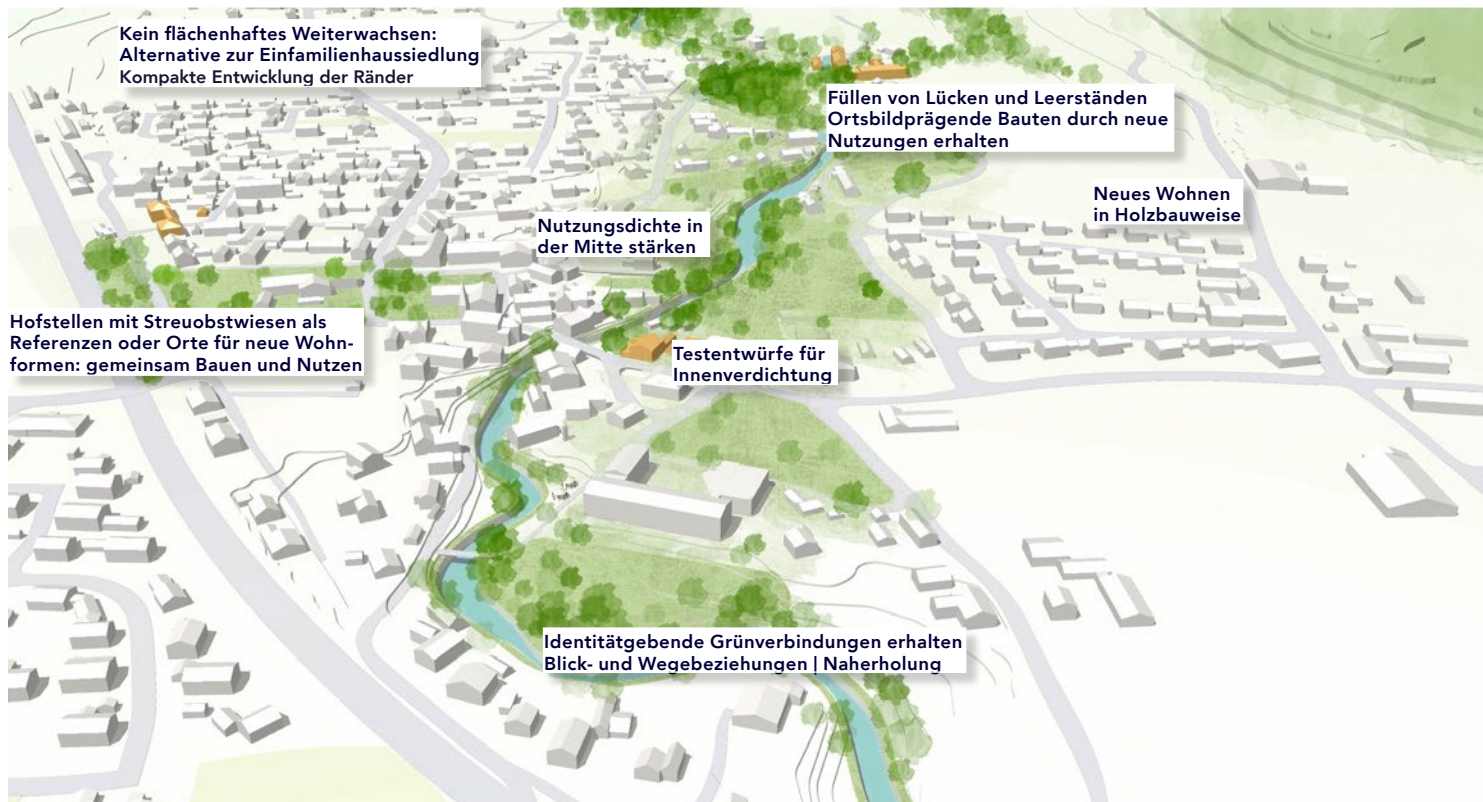 Kein flächenhaftes Weiterwachsen:
Alternative zur Einfamilienhaussiedlung
Kompakte Entwicklung der Ränder
Füllen von Lücken und Leerständen
Ortsbildprägende Bauten durch neue
Nutzungen erhalten
Neues Wohnen
in Holzbauweise
Nutzungsdichte in
der Mitte stärken
Hofstellen mit Streuobstwiesen als
Referenzen oder Orte für neue Wohn-
formen: gemeinsam Bauen und Nutzen
Testentwürfe für
Innenverdichtung
Identitätgebende Grünverbindungen erhalten
Blick- und Wegebeziehungen | Naherholung